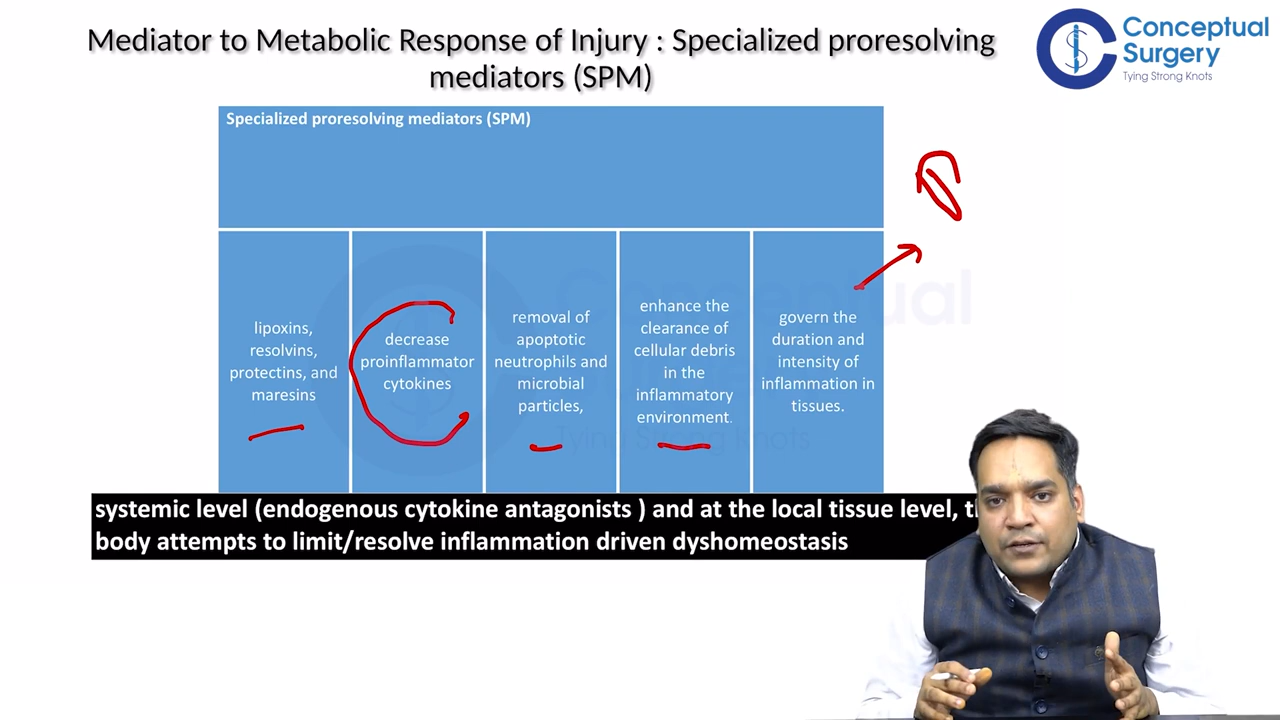 Mediator to Metabolic Response of Injury : Specialized proresolving
mediators (SPM)
Conceptual
Surgery
Tying Strong Knots
Specialized proresolving mediators (SPM)
lipoxins,
resolvins,
protectins, and
maresins
decrease
proinflammator
cytokines
removal of
apoptotic
neutrophils and
microbial
particles,
enhance the
clearance of
cellular debris
in the
inflammatory
environment.
govern the
duration and
intensity of
inflammation in
tissues.
systemic level (endogenous cytokine antagonists ) and at the local tissue level,
body attempts to limit/resolve inflammation driven dyshomeostasis